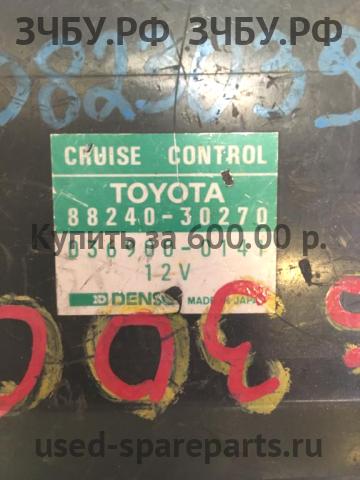 ЗЧБУ.РФ ЗЧБУ.РФ
CRUISE CONTROL
TOYOTA
88240-30270
Купить за 600.00 р.
12V
DENSO MADE IN JAPAN
300
used-spareparts.ru